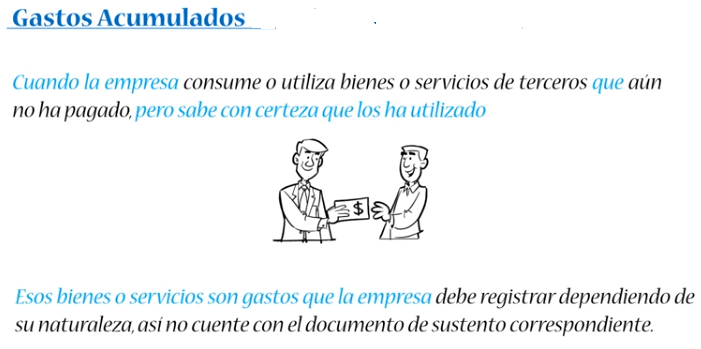 Gastos Acumulados
Cuando la empresa consume o utiliza bienes o servicios de terceros que aún
no ha pagado, pero sabe con certeza que los ha utilizado
$
Esos bienes o servicios son gastos que la empresa debe registrar dependiendo de
su naturaleza, así no cuente con el documento de sustento correspondiente.